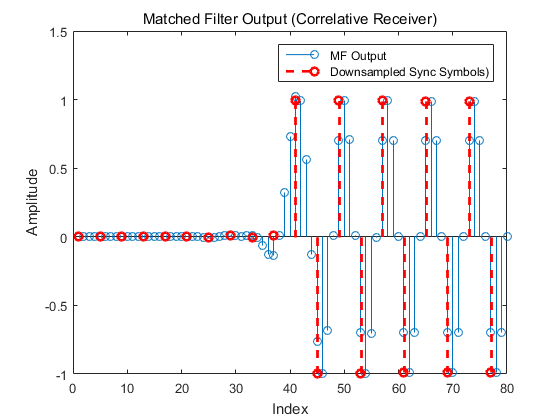 Matched Filter Output (Correlative Receiver)
MF Output
Downsampled Sync Symbols)
Amplitude
1.5
1
0.5
0
-0.5
-1
0 10 20 30 40 50 60 70 80
Index